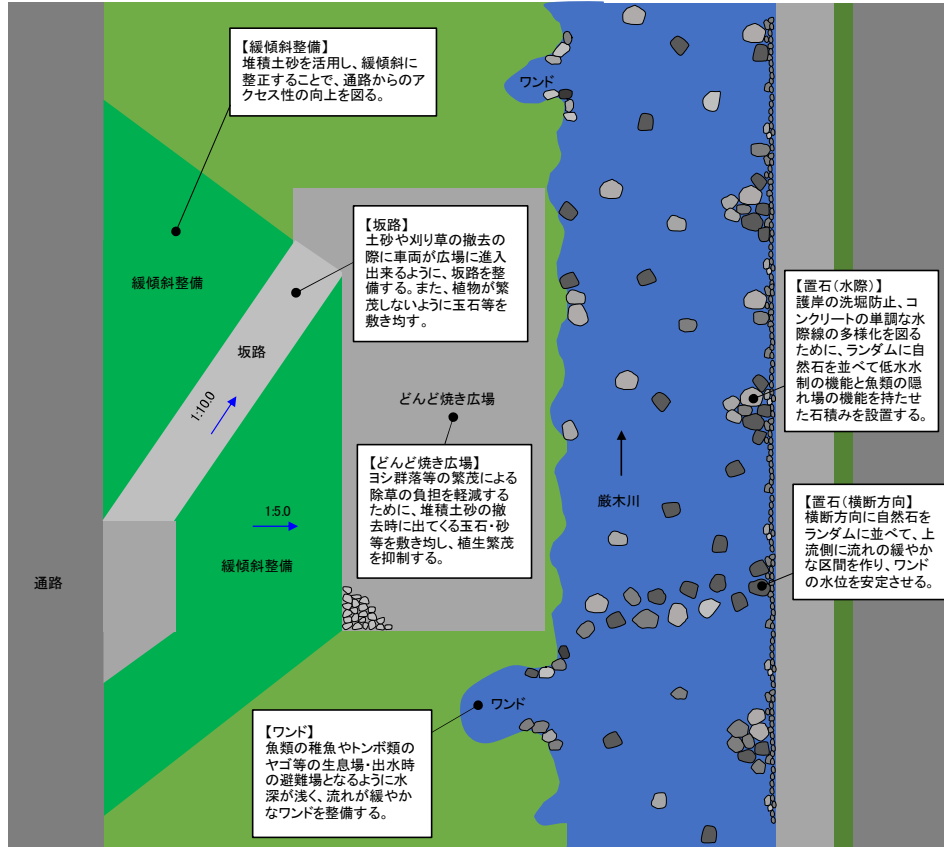 【緩傾斜整備】
堆積土砂を活用し、緩傾斜に
整正することで、通路からのア
クセス性の向上を図る。
ワンド
【坂路】
土砂や刈り草の撤去の
際に車両が広場に進入
出来るように、坂路を整
備する。また、植物が繁
茂しないように玉石等を
敷き均す。
緩傾斜整備
坂路
1:10.0
【置石(水際)】
護岸の洗堀防止、コ
ンクリートの単調な水
際線の多様化を図る
ために、ランダムに自
然石を並べて低水水
制の機能と魚類の隠
れ場の機能を持たせ
た石積みを設置する。
どんど焼き広場
【どんど焼き広場】
ヨシ群落等の繁茂による
除草の負担を軽減する
ために、堆積土砂の撤
去時に出てくる玉石・砂
等を敷き均し、植生繁茂
を抑制する。
厳木川
1:5.0
緩傾斜整備
通路
【置石(横断方向)】
横断方向に自然石を
ランダムに並べて、上
流側に流れの緩やか
な区間を作り、ワンド
の水位を安定させる。
ワンド
【ワンド】
魚類の稚魚やトンボ類の
ヤゴ等の生息場・出水時
の避難場となるように水
深が浅く、流れが緩やか
なワンドを整備する。